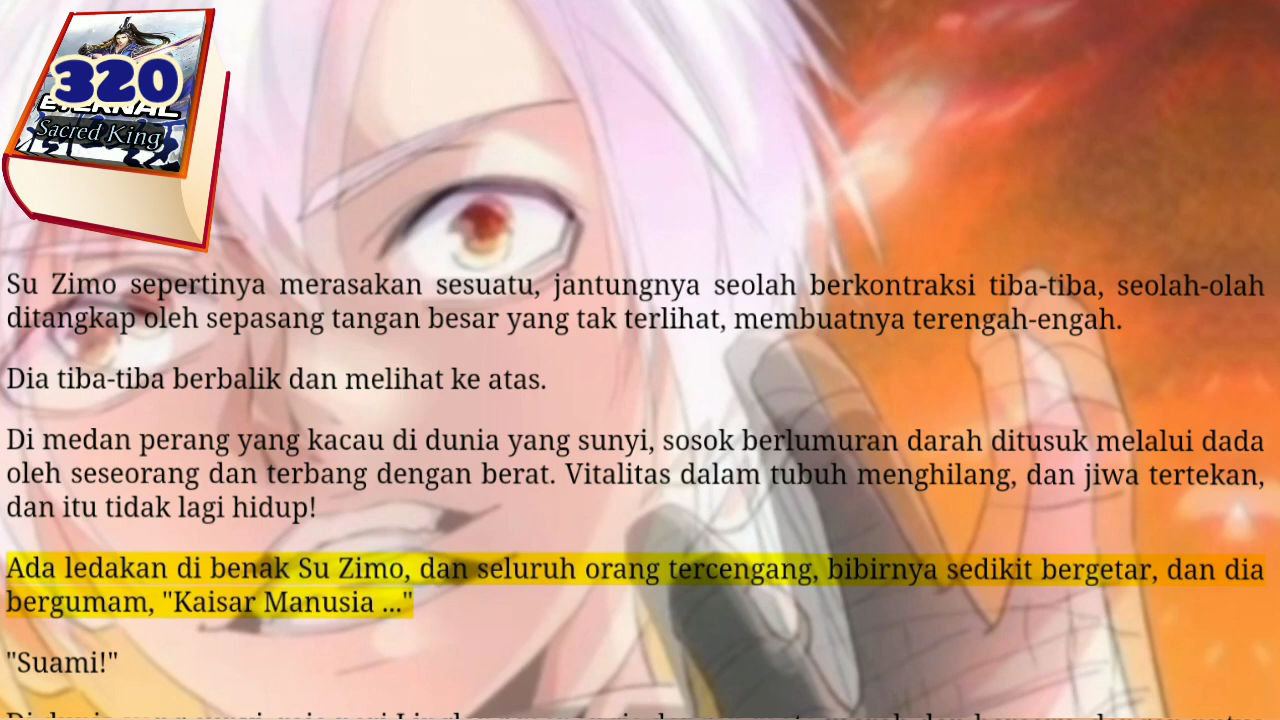 320
ETERNAL
Sacred King
Su Zimo sepertinya merasakan sesuatu, jantungnya seolah berkontraksi tiba-tiba, seolah-olah
ditangkap oleh sepasang tangan besar yang tak terlihat, membuatnya terengah-engah.
Dia tiba-tiba berbalik dan melihat ke atas.
Di medan perang yang kacau di dunia yang sunyi, sosok berlumuran darah ditusuk melalui dada
oleh seseorang dan terbang dengan berat. Vitalitas dalam tubuh menghilang, dan jiwa tertekan,
dan itu tidak lagi hidup!
Ada ledakan di benak Su Zimo, dan seluruh orang tercengang, bibirnya sedikit bergetar, dan dia
bergumam, "Kaisar Manusia ..."
"Suami!"